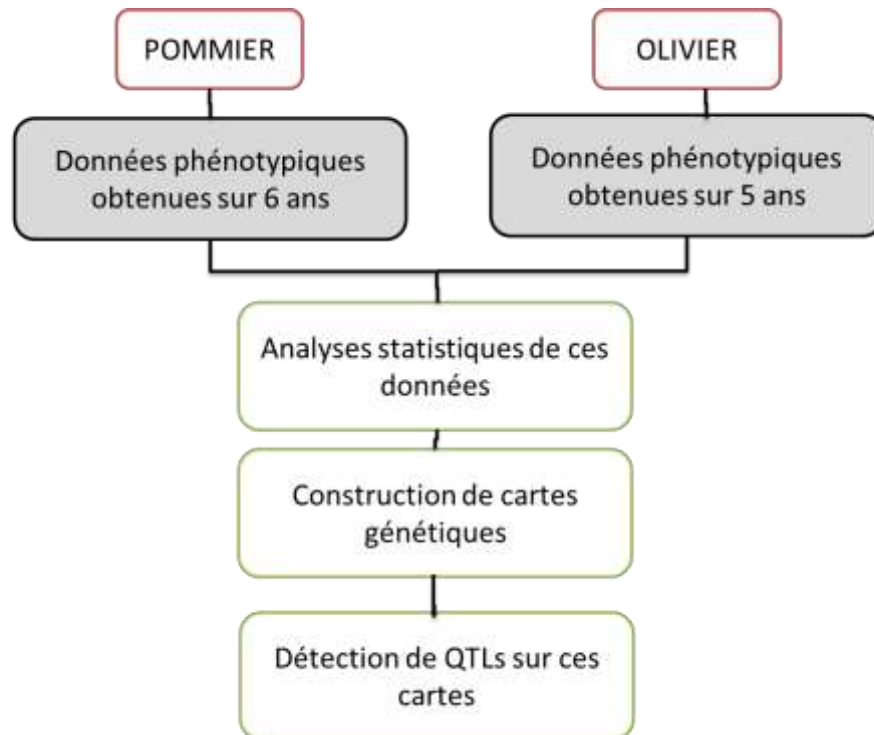 POMMIER
OLIVIER
Données phénotypiques
obtenues sur 6 ans
Données phénotypiques
obtenues sur 5 ans
Analyses statistiques de ces
données
Construction de cartes
génétiques
Détection de QTLs sur ces
cartes